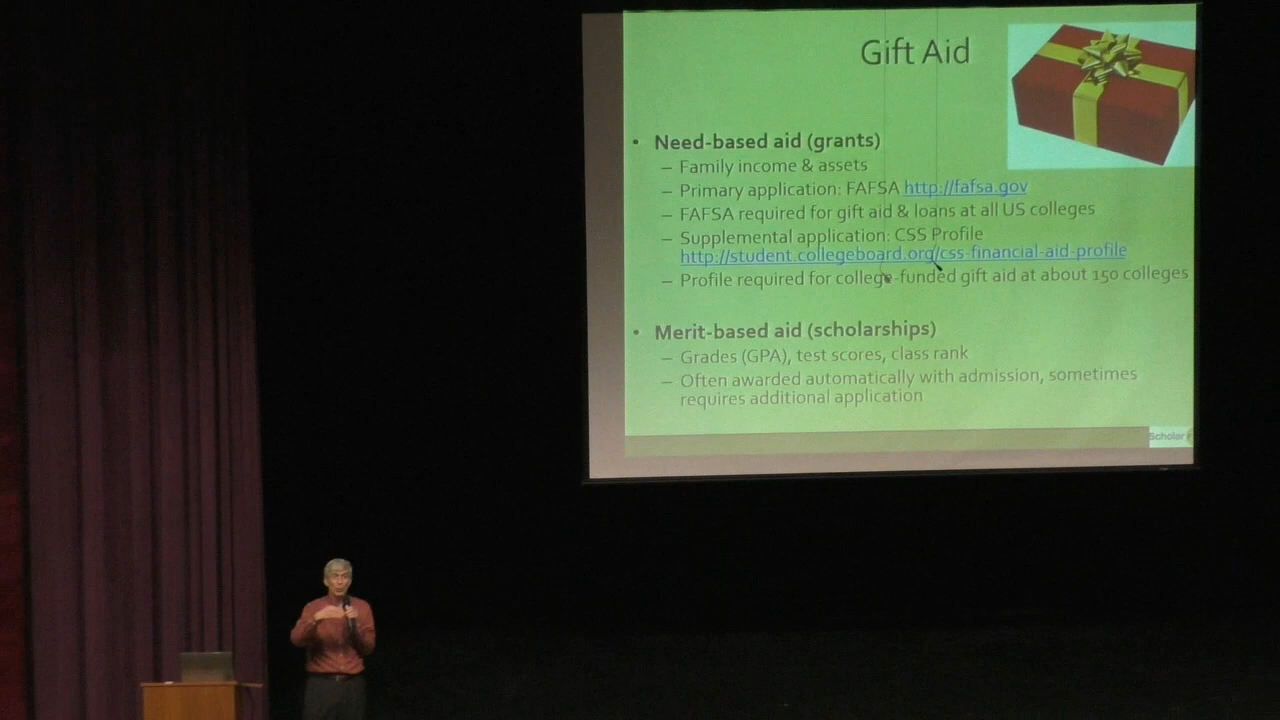 Gift Aid
• Need-based aid (grants)
– Family income & assets
– Primary application: FAFSA http://fafsa.gov
– FAFSA required for gift aid & loans at all US colleges
– Supplemental application: CSS Profile
http://student.collegeboard.org/css-financial-aid-profile
– Profile required for college-funded gift aid at about 150 colleges
• Merit-based aid (scholarships)
– Grades (GPA), test scores, class rank
– Often awarded automatically with admission, sometimes
requires additional application
Scholar